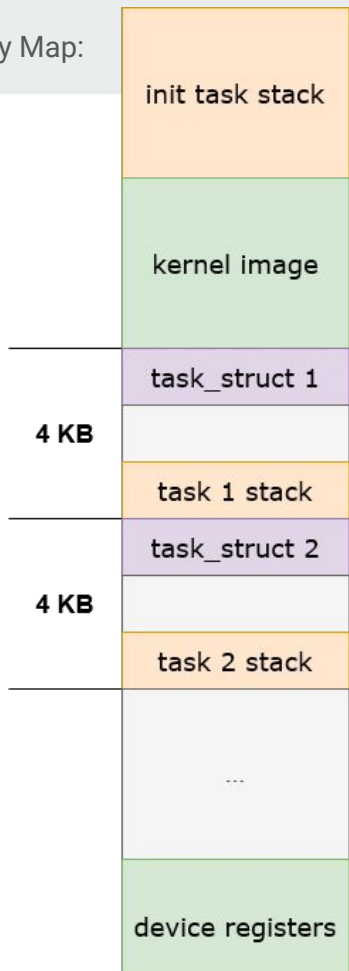 y Map:
init task stack
kernel image
task_struct 1
4 KB
task 1 stack
task_struct 2
4 KB
task 2 stack
...
device registers